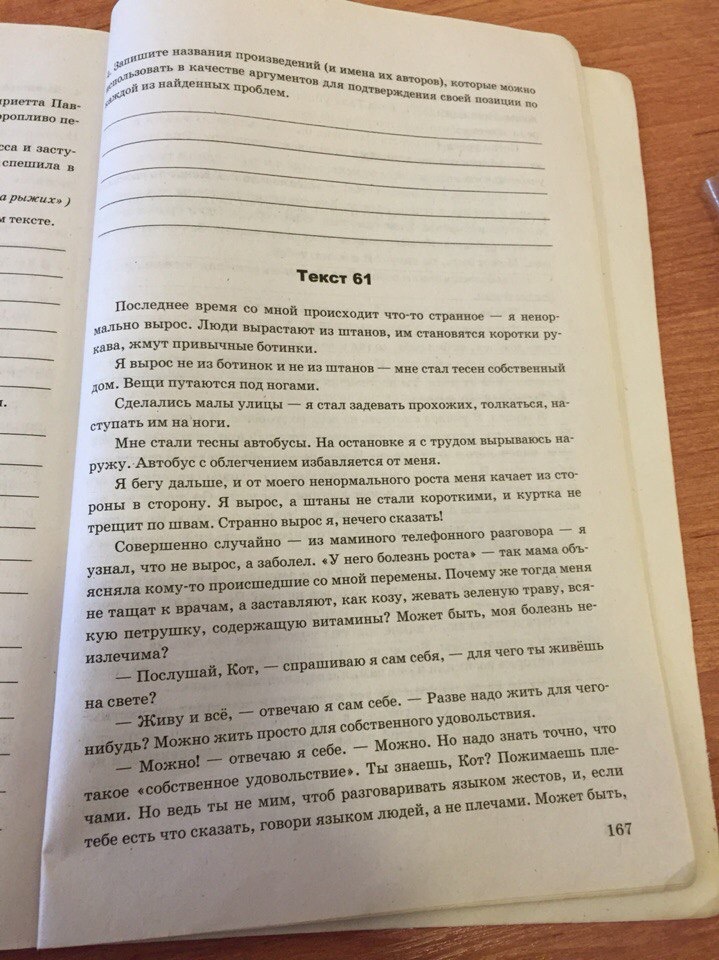 риетта Пав-
оропливо пе-
сса и засту-
спешила в
а рыжих» )
м тексте.
. Запишите названия произведений (и имена их авторов), которые можно
использовать в качестве аргументов для подтверждения своей позиции по
каждой из найденных проблем.
Текст 61
Последнее время со мной происходит что-то странное — я ненор-
мально вырос. Люди вырастают из штанов, им становятся коротки ру-
кава, жмут привычные ботинки.
Я вырос не из ботинок и не из штанов — мне стал тесен собственный
дом. Вещи путаются под ногами.
Сделались малы улицы — я стал задевать прохожих, толкаться, на-
ступать им на ноги.
Мне стали тесны автобусы. На остановке я с трудом вырываюсь на-
ружу. Автобус с облегчением избавляется от меня.
Я бегу дальше, и от моего ненормального роста меня качает из сто-
роны в сторону. Я вырос, а штаны не стали короткими, и куртка не
трещит по швам. Странно вырос я, нечего сказать!
Совершенно случайно — из маминого телефонного разговора — я
узнал, что не вырос, а заболел. «У него болезнь роста» — так мама объ-
ясняла кому-то происшедшие со мной перемены. Почему же тогда меня
не тащат к врачам, а заставляют, как козу, жевать зеленую траву, вся-
кую петрушку, содержащую витамины? Может быть, моя болезнь не-
излечима?
— Послушай, Кот, — спрашиваю я сам себя, — для чего ты живёшь
на свете?
— Живу и всё, — отвечаю я сам себе. — Разве надо жить для чего-
нибудь? Можно жить просто для собственного удовольствия.
— Можно! — отвечаю я себе. — Можно. Но надо знать точно, что
такое «собственное удовольствие». Ты знаешь, Кот? Пожимаешь пле-
чами. Но ведь ты не мим, чтоб разговаривать языком жестов, и, если
тебе есть что сказать, говори языком людей, а не плечами. Может быть,
167